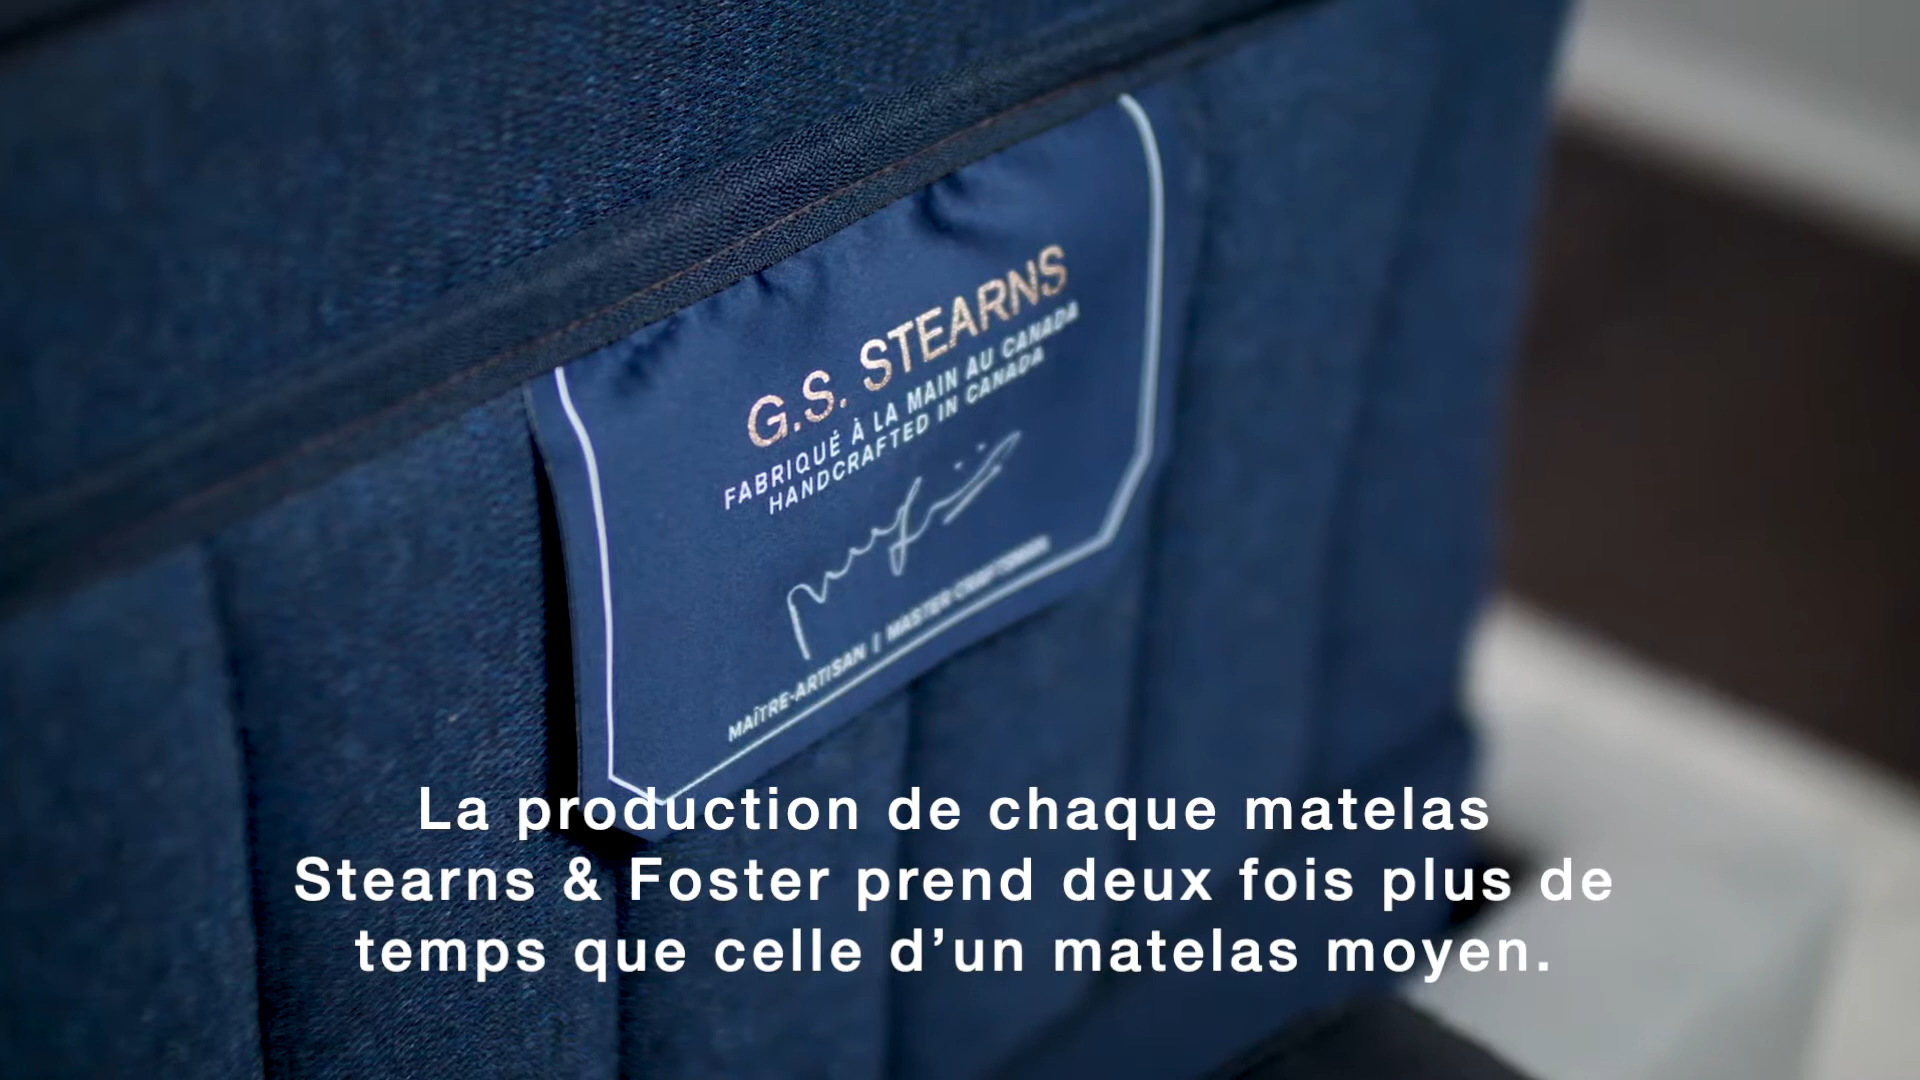 G.S. STEARNS
FABRIQUÉ À LA MAIN AU CANADA
HANDCRAFTED IN CANADA
MAÎTRE-ARTISAN | MASTER CRAFTSMAN
La production de chaque matelas
Stearns & Foster prend deux fois plus de
temps que celle d’un matelas moyen.